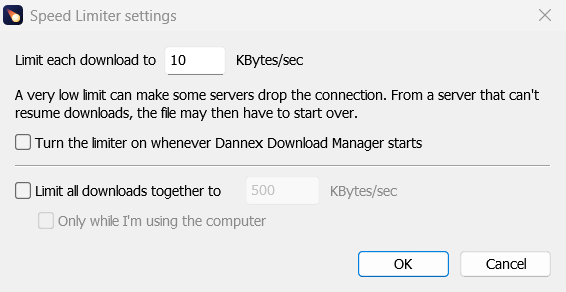 Speed Limiter settings
Limit each download to 10 KBytes/sec
A very low limit can make some servers drop the connection. From a server that can't
resume downloads, the file may then have to start over.
Turn the limiter on whenever Dannex Download Manager starts
Limit all downloads together to 500 KBytes/sec
Only while I'm using the computer
OK Cancel